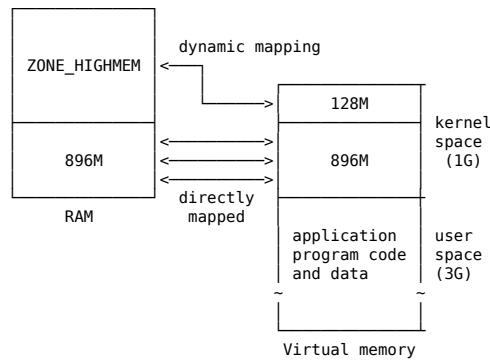 dynamic mapping
ZONE_HIGHMEM
128M
kernel
space
(1G)
896M
896M
directly
mapped
RAM
application
program code
and data
user
space
(3G)
Virtual memory